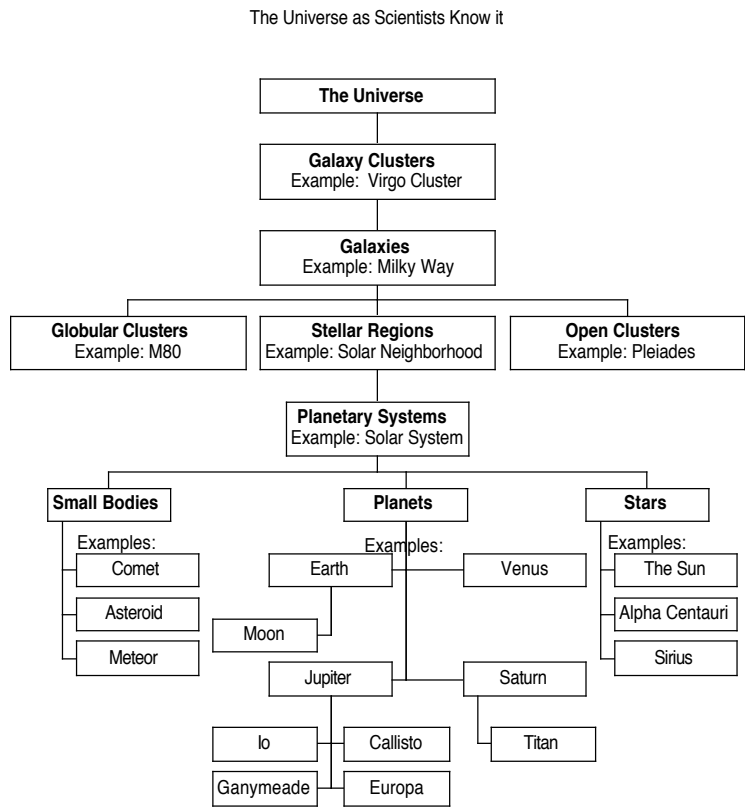 The Universe as Scientists Know it
The Universe
Galaxy Clusters
Example: Virgo Cluster
Galaxies
Example: Milky Way
Globular Clusters
Example: M80
Stellar Regions
Example: Solar Neighborhood
Open Clusters
Example: Pleiades
Planetary Systems
Example: Solar System
Small Bodies
Examples:
Comet
Asteroid
Meteor
Planets
Examples:
Earth
Venus
Moon
Jupiter
Saturn
Io
Callisto
Titan
Ganymeade
Europa
Stars
Examples:
The Sun
Alpha Centauri
Sirius